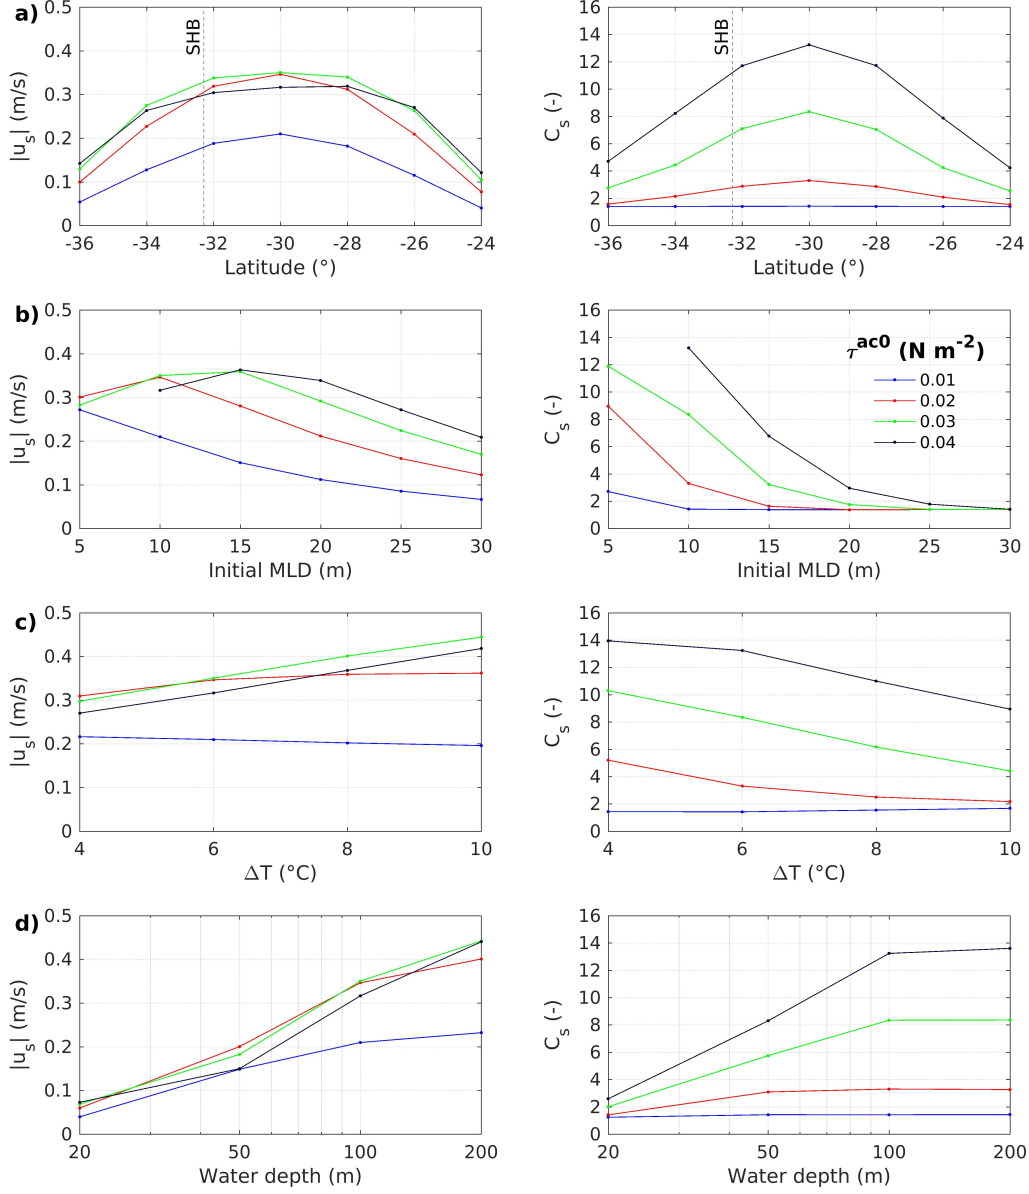 a)
0.5
0.4
0.3
0.2
0.1
0
|u_s| (m/s)
SHB
-36 -34 -32 -30 -28 -26 -24
Latitude (°)
16
14
12
10
8
6
4
2
0
C_s (-)
SHB
-36 -34 -32 -30 -28 -26 -24
Latitude (°)
b)
0.5
0.4
0.3
0.2
0.1
0
|u_s| (m/s)
5 10 15 20 25 30
Initial MLD (m)
16
14
12
10
8
6
4
2
0
C_s (-)
τ^ac0 (N m^-2)
0.01
0.02
0.03
0.04
5 10 15 20 25 30
Initial MLD (m)
c)
0.5
0.4
0.3
0.2
0.1
0
|u_s| (m/s)
4 6 8 10
ΔT (°C)
16
14
12
10
8
6
4
2
0
C_s (-)
4 6 8 10
ΔT (°C)
d)
0.5
0.4
0.3
0.2
0.1
0
|u_s| (m/s)
20 50 100 200
Water depth (m)
16
14
12
10
8
6
4
2
0
C_s (-)
20 50 100 200
Water depth (m)